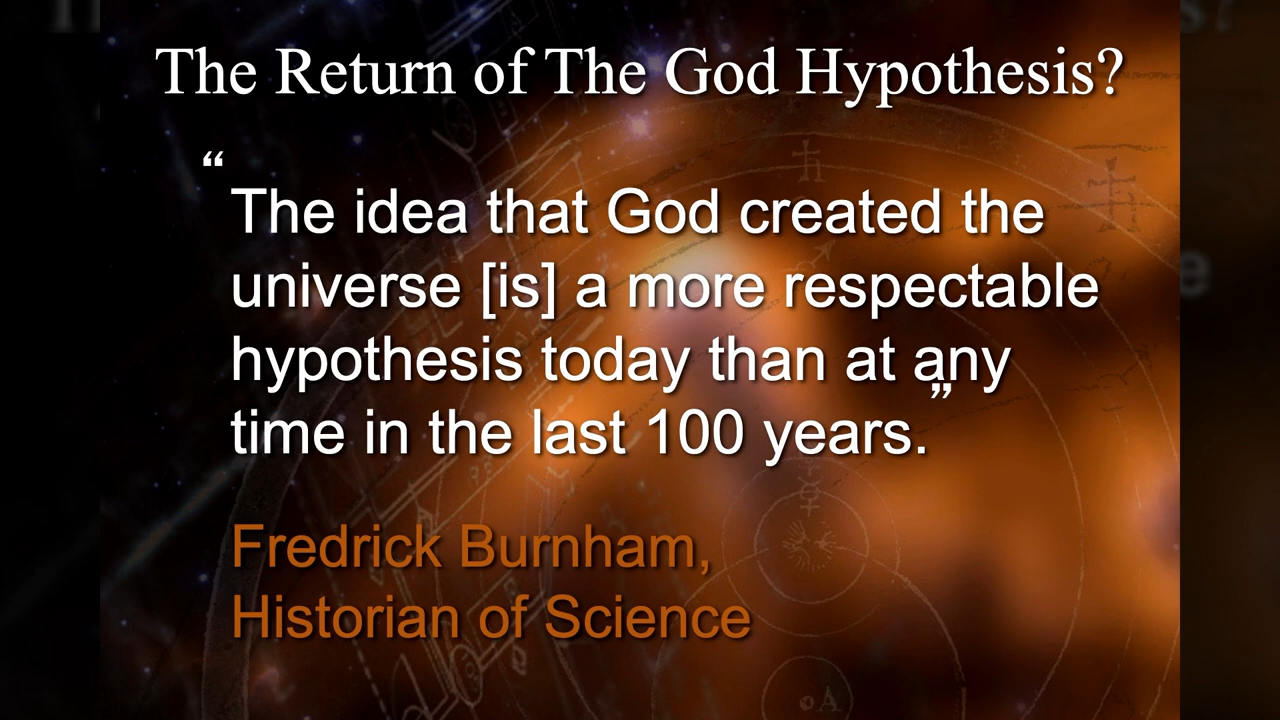 The Return of The God Hypothesis?
“
The idea that God created the
universe [is] a more respectable
hypothesis today than at any
time in the last 100 years.”
Fredrick Burnham,
Historian of Science